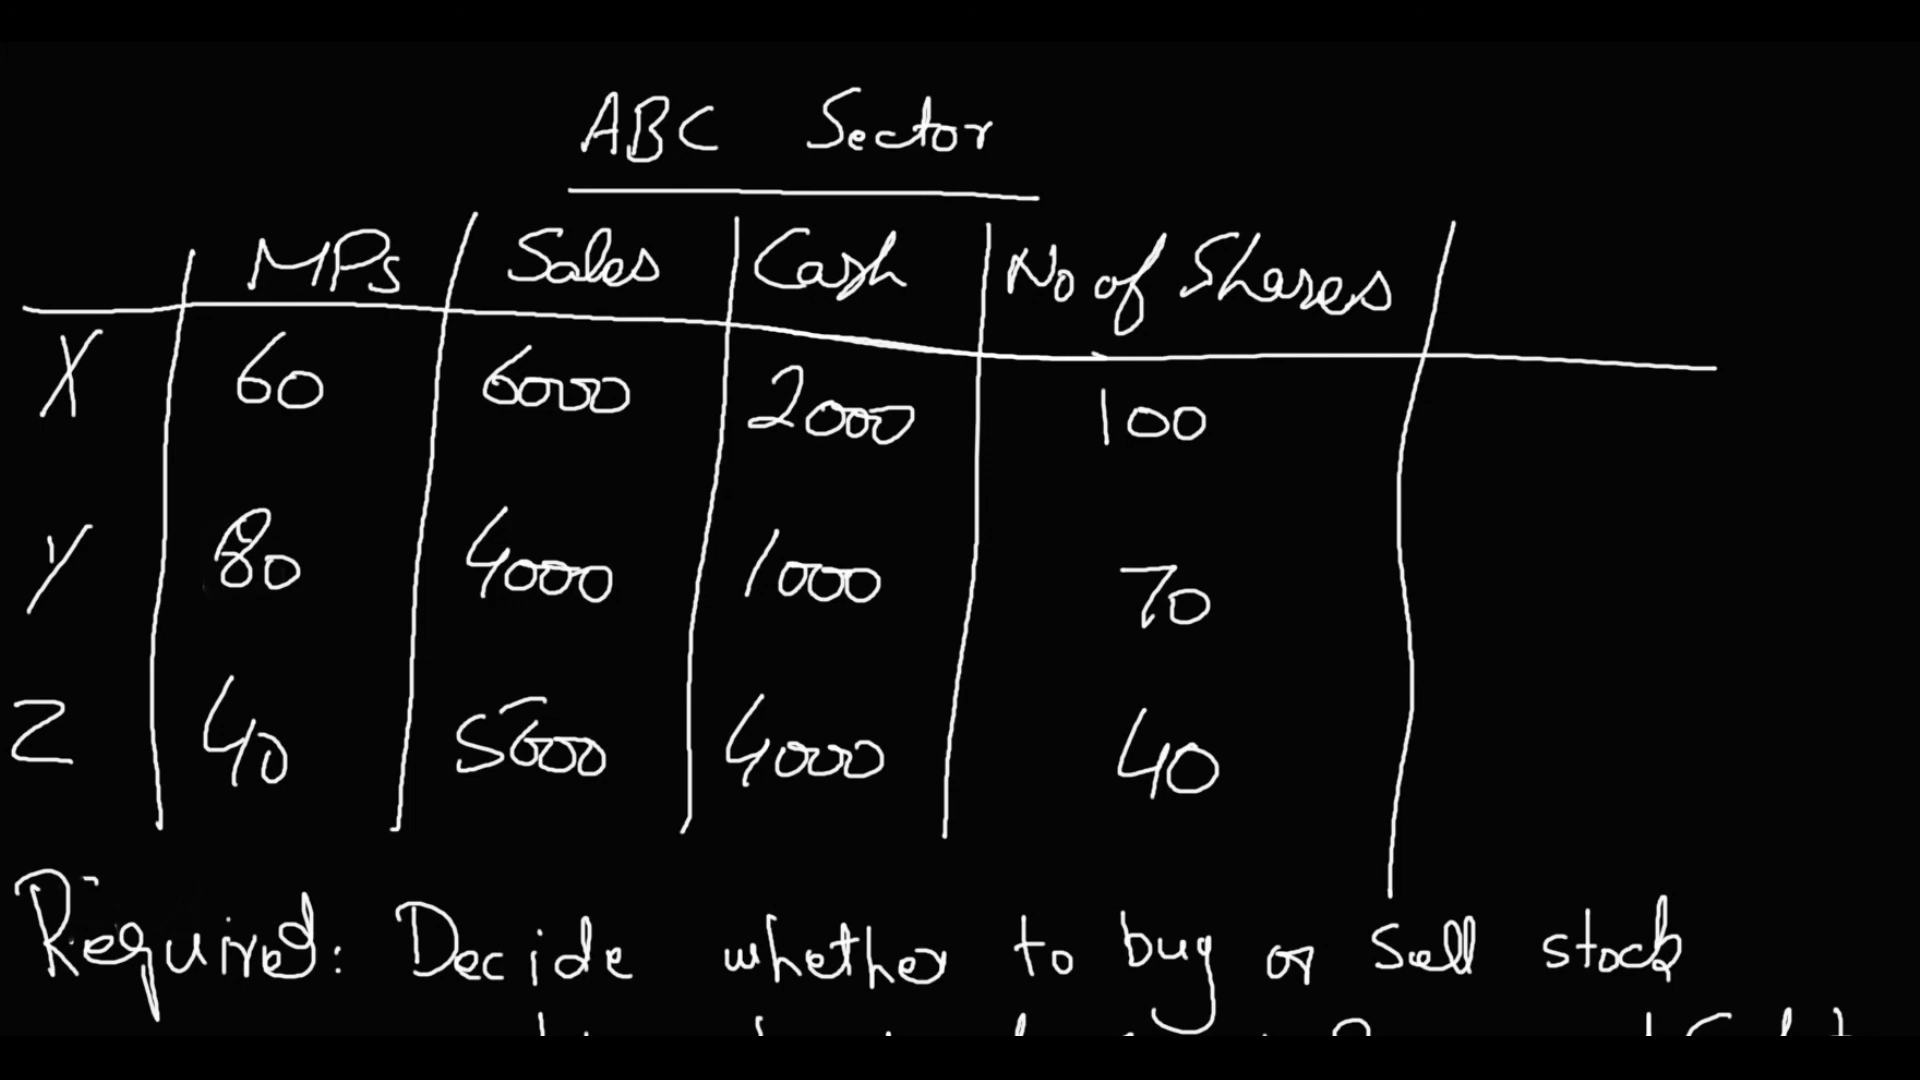 ABC Sector
MPs Sales Cash No of Shares
X 60 6000 2000 100
Y 80 4000 1000 70
Z 40 5000 4000 40
Required: Decide whether to buy or Sell stock